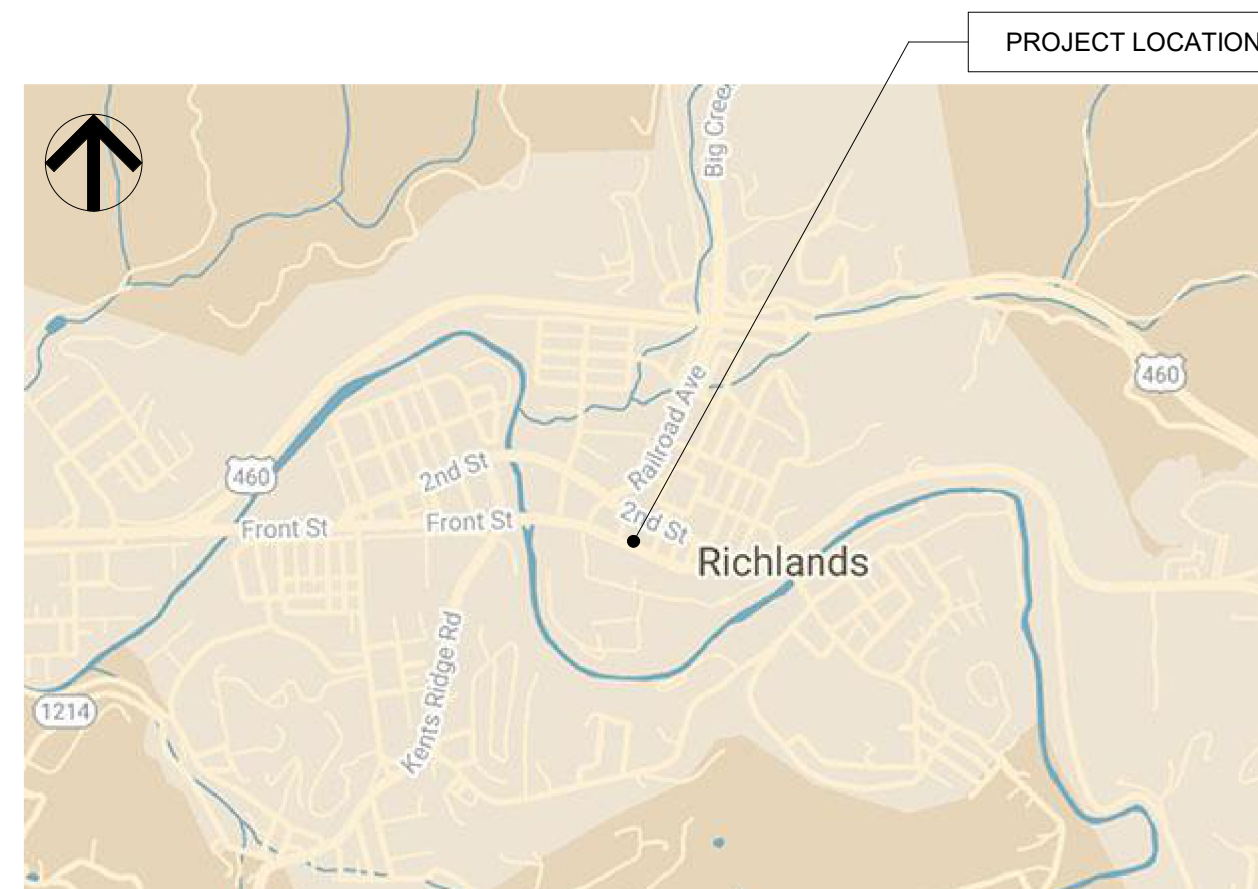 PROJECT LOCATION
Big Cree
460
Railroad Ave
2nd St
460
2nd St
Front St
Front St
Richlands
Kents Ridge Rd
1214